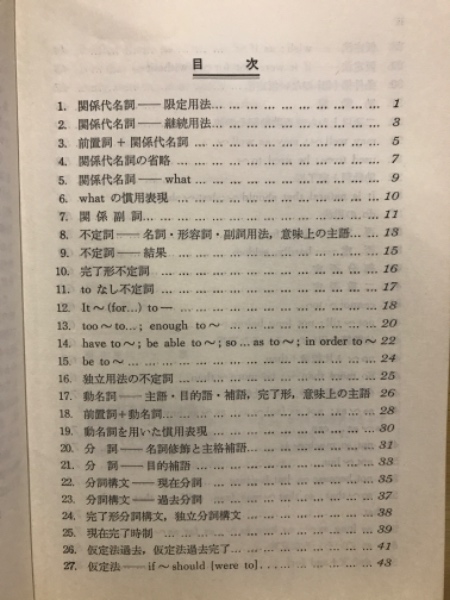 目 次
1. 関係代名詞――限定用法… … … … … … … … … 1
2. 関係代名詞――継続用法… … … … … … … … … 3
3. 前置詞 + 関係代名詞 … … … … … … … … … … 5
4. 関係代名詞の省略 … … … … … … … … … … … 7
5. 関係代名詞――what … … … … … … … … … … 9
6. what の慣用表現 … … … … … … … … … … … 10
7. 関 係 副 詞… … … … … … … … … … … … 11
8. 不定詞――名詞・形容詞・副詞用法, 意味上の主語… … 13
9. 不定詞――結果 … … … … … … … … … … … 15
10. 完了形不定詞 … … … … … … … … … … … … 16
11. to なし不定詞 … … … … … … … … … … … 17
12. It～(for…) to― … … … … … … … … … … … 18
13. too～to… ; enough to～ … … … … … … … … 20
14. have to～; be able to～; so… as to～; in order to～ 22
15. be to～ … … … … … … … … … … … … … 24
16. 独立用法の不定詞 … … … … … … … … … … 25
17. 動名詞――主語・目的語・補語, 完了形, 意味上の主語 26
18. 前置詞+動名詞… … … … … … … … … … … 28
19. 動名詞を用いた慣用表現 … … … … … … … … 30
20. 分 詞――名詞修飾と主格補語… … … … … … … 31
21. 分 詞――目的補語 … … … … … … … … … … 33
22. 分詞構文――現在分詞 … … … … … … … … … 35
23. 分詞構文――過去分詞 … … … … … … … … … 37
24. 完了形分詞構文, 独立分詞構文 … … … … … … … 38
25. 現在完了時制 … … … … … … … … … … … … 39
26. 仮定法過去, 仮定法過去完了… … … … … … … … 41
27. 仮定法――if～should [were to]… … … … … … … 43